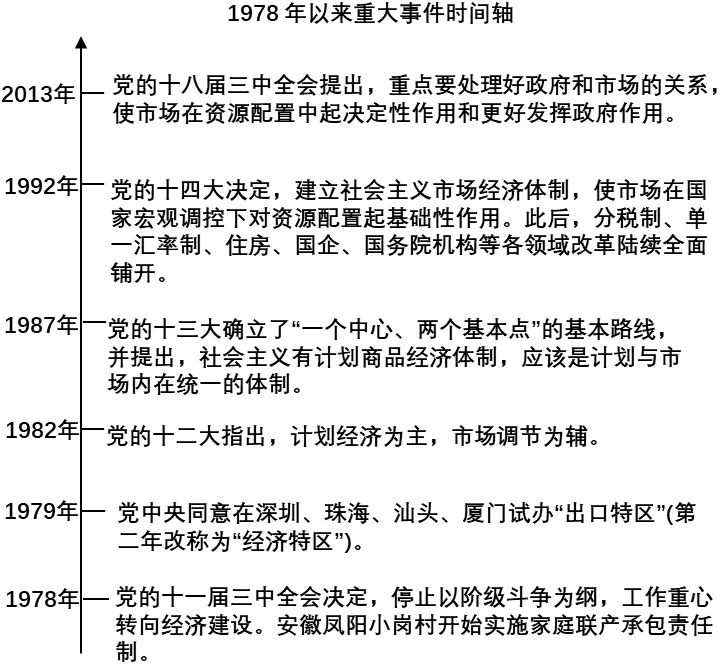 1978 年以来重大事件时间轴
2013年
党的十八届三中全会提出，重点要处理好政府和市场的关系，
使市场在资源配置中起决定性作用和更好发挥政府作用。
1992年
党的十四大决定，建立社会主义市场经济体制，使市场在国
家宏观调控下对资源配置起基础性作用。此后，分税制、单
一汇率制、住房、国企、国务院机构等各领域改革陆续全面
铺开。
1987年
党的十三大确立了“一个中心、两个基本点”的基本路线，
并提出，社会主义有计划商品经济体制，应该是计划与市
场内在统一的体制。
1982年
党的十二大指出，计划经济为主，市场调节为辅。
1979年
党中央同意在深圳、珠海、汕头、厦门试办“出口特区”(第
二年改称为“经济特区”)。
1978年
党的十一届三中全会决定，停止以阶级斗争为纲，工作重心
转向经济建设。安徽凤阳小岗村开始实施家庭联产承包责任
制。